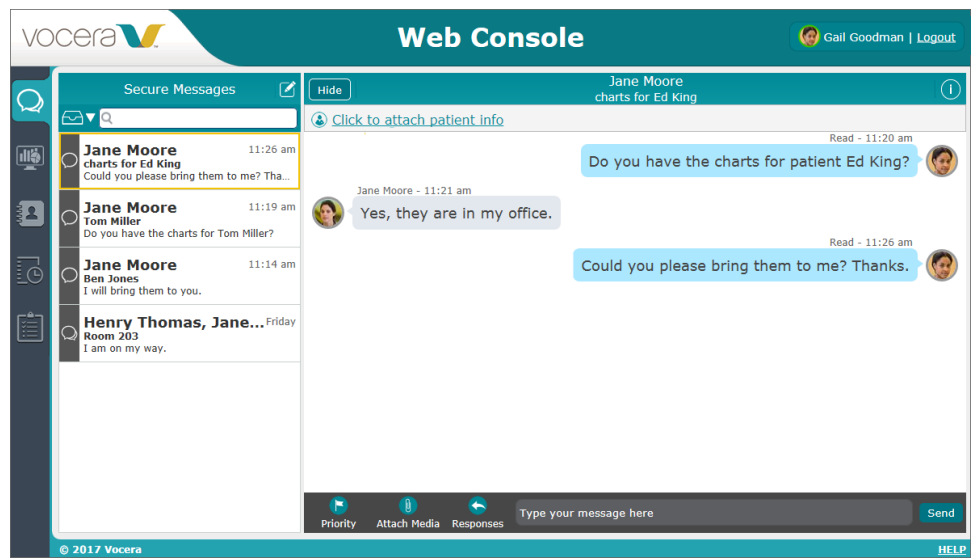 vocera
Web Console
Gail Goodman | Logout
Secure Messages
Jane Moore
11:26 am
charts for Ed King
Could you please bring them to me? Tha...
Jane Moore
11:19 am
Tom Miller
Do you have the charts for Tom Miller?
Jane Moore
11:14 am
Ben Jones
I will bring them to you.
Henry Thomas, Jane...
Friday
Room 203
I am on my way.
Hide
Jane Moore
charts for Ed King
Click to attach patient info
Read - 11:20 am
Do you have the charts for patient Ed King?
Jane Moore - 11:21 am
Yes, they are in my office.
Read - 11:26 am
Could you please bring them to me? Thanks.
Priority
Attach Media
Responses
Type your message here
Send
© 2017 Vocera
HELP